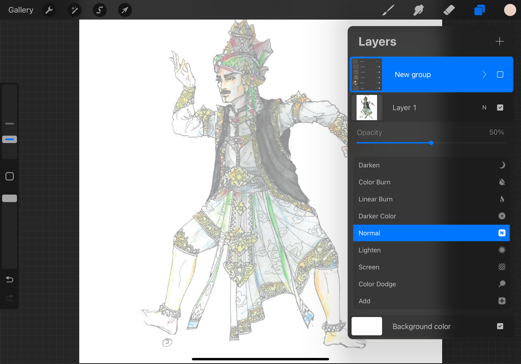 Gallery
Layers
New group
Layer 1
N
Opacity
50%
Darken
Color Burn
Linear Burn
Darker Color
Normal
N
Lighten
Screen
Color Dodge
Add
Background color